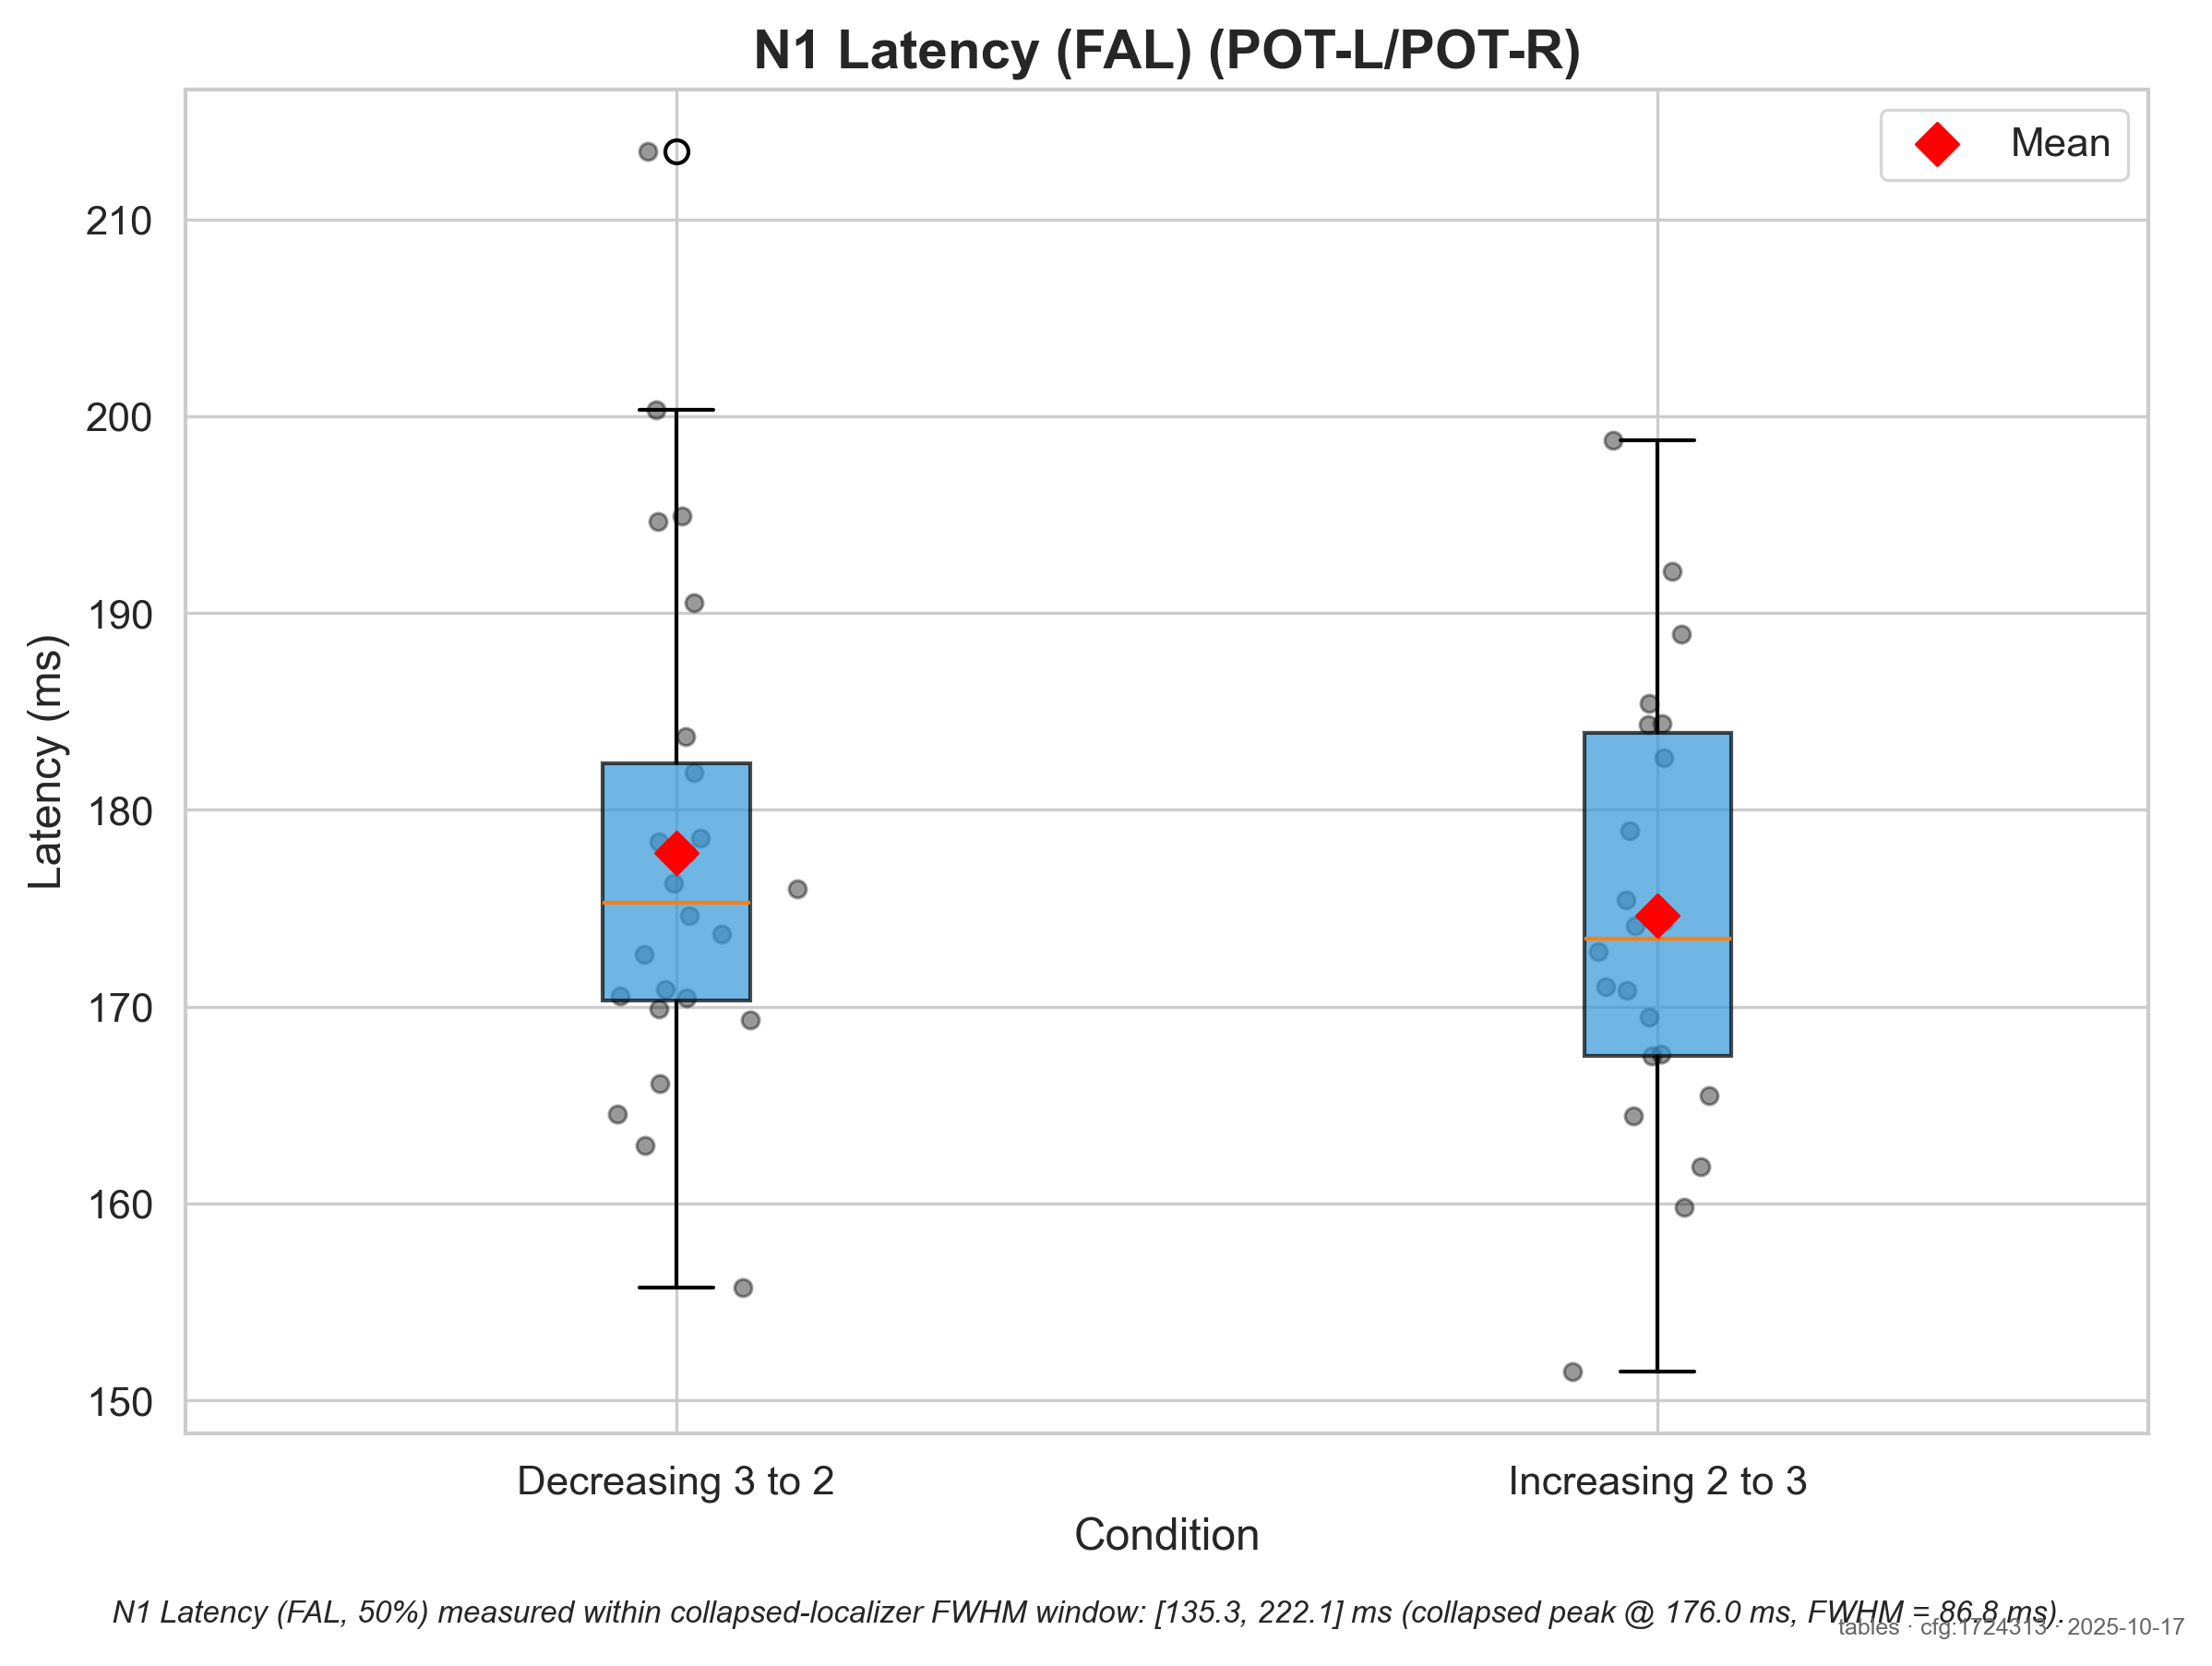 N1 Latency (FAL) (POT-L/POT-R)
Mean
Latency (ms)
210
200
190
180
170
160
150
Decreasing 3 to 2
Increasing 2 to 3
Condition
N1 Latency (FAL, 50%) measured within collapsed-localizer FWHM window: [135.3, 222.1] ms (collapsed peak @ 176.0 ms, FWHM = 86.8 ms).
tables · cfg:1724313 · 2025-10-17